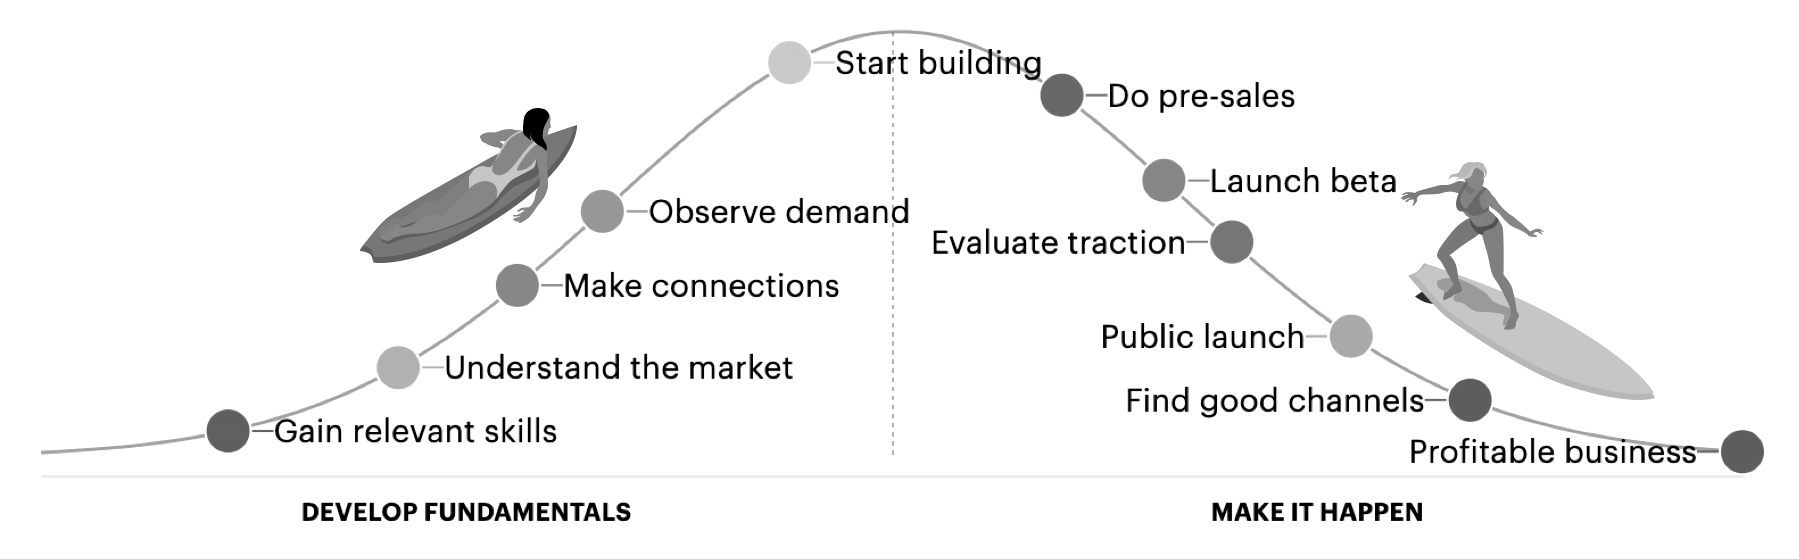 Start building
Do pre-sales
Launch beta
Observe demand
Evaluate traction
Make connections
Public launch
Understand the market
Find good channels
Gain relevant skills
Profitable business
DEVELOP FUNDAMENTALS
MAKE IT HAPPEN